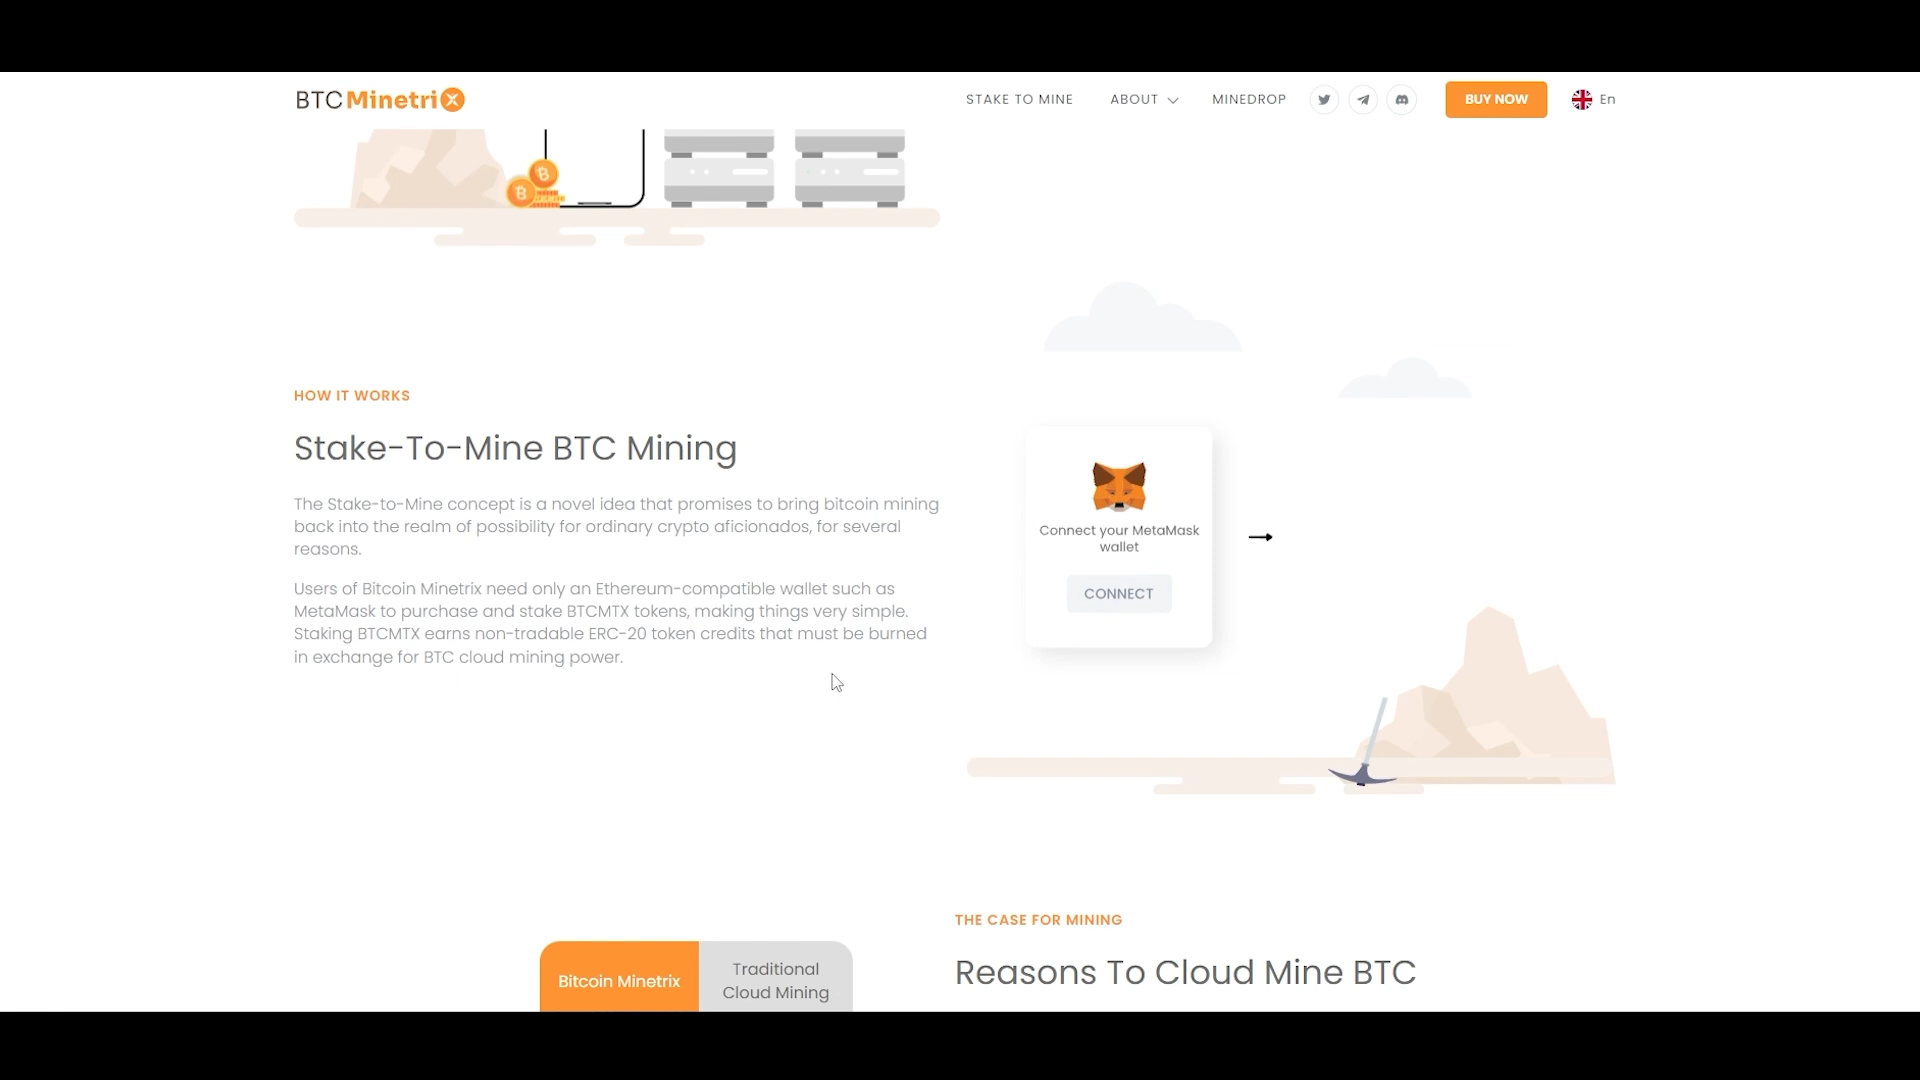 BTC Minetrix
STAKE TO MINE
ABOUT
MINEDROP
BUY NOW
En
HOW IT WORKS
Stake-To-Mine BTC Mining
The Stake-to-Mine concept is a novel idea that promises to bring bitcoin mining
back into the realm of possibility for ordinary crypto aficionados, for several
reasons.
Users of Bitcoin Minetrix need only an Ethereum-compatible wallet such as
MetaMask to purchase and stake BTCMTX tokens, making things very simple.
Staking BTCMTX earns non-tradable ERC-20 token credits that must be burned
in exchange for BTC cloud mining power.
Connect your MetaMask
wallet
CONNECT
Bitcoin Minetrix
Traditional
Cloud Mining
THE CASE FOR MINING
Reasons To Cloud Mine BTC